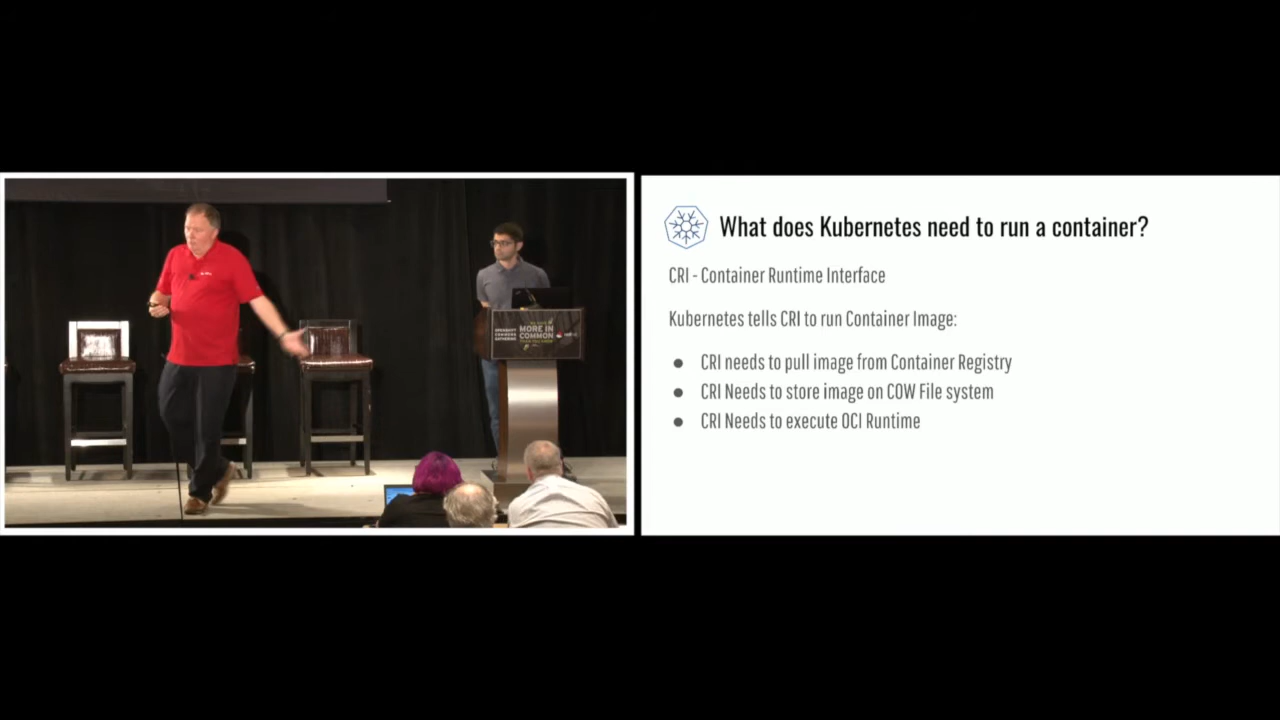 MORE IN
COMMON
What does Kubernetes need to run a container?
CRI - Container Runtime Interface
Kubernetes tells CRI to run Container Image:
CRI needs to pull image from Container Registry
CRI Needs to store image on COW File system
CRI Needs to execute OCI Runtime